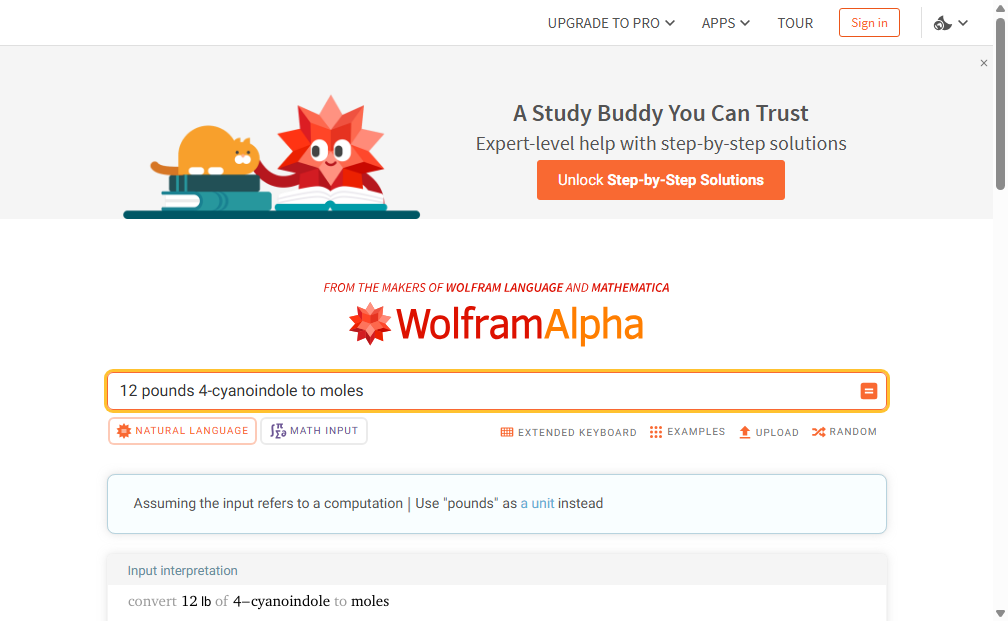 UPGRADE TO PRO APPS TOUR Sign in
A Study Buddy You Can Trust
Expert-level help with step-by-step solutions
Unlock Step-by-Step Solutions
FROM THE MAKERS OF WOLFRAM LANGUAGE AND MATHEMATICA
WolframAlpha
12 pounds 4-cyanoindole to moles
NATURAL LANGUAGE MATH INPUT EXTENDED KEYBOARD EXAMPLES UPLOAD RANDOM
Assuming the input refers to a computation | Use "pounds" as a unit instead
Input interpretation
convert 12 lb of 4-cyanoindole to moles